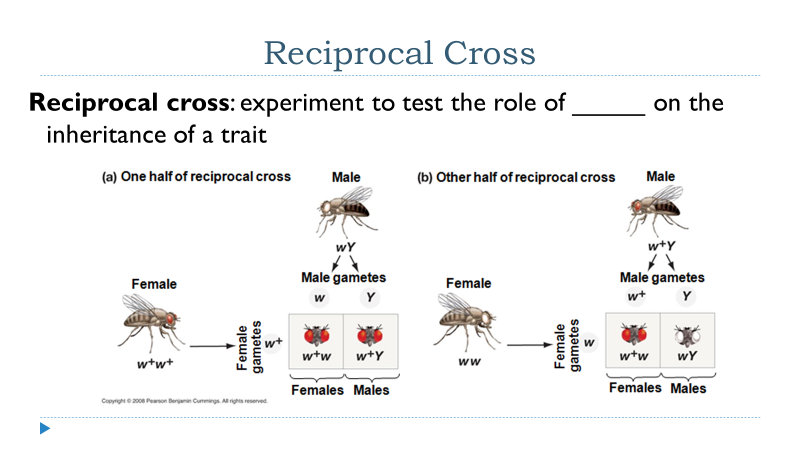 Reciprocal Cross
Reciprocal cross: experiment to test the role of ______ on the
inheritance of a trait
(a) One half of reciprocal cross
Male
wY
Male gametes
w Y
Female
w+w+
Female
gametes
w+
w+w w+Y
Females Males
(b) Other half of reciprocal cross
Male
w+Y
Male gametes
w+ Y
Female
ww
Female
gametes
w
w+w wY
Females Males
Copyright © 2008 Pearson Benjamin Cummings. All rights reserved.